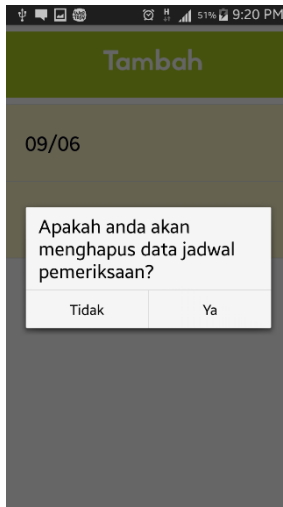 51% 9:20 PM
Tambah
09/06
Apakah anda akan
menghapus data jadwal
pemeriksaan?
Tidak Ya